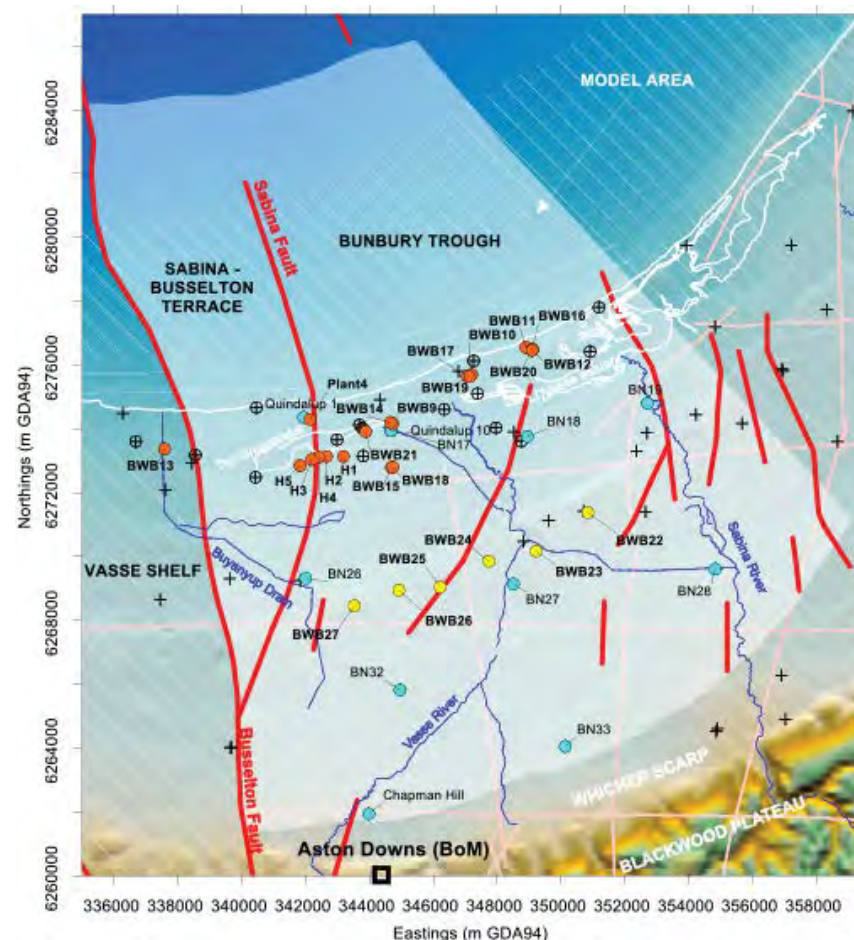 MODEL AREA
6284000
6280000
6276000
6272000
6268000
6264000
6260000
Northings (m GDA94)
Sabina Fault
BUNBURY TROUGH
SABINA -
BUSSELTON
TERRACE
BWB11
BWB16
BWB10
BWB17
BWB12
BWB20
BWB19
Plant4
Quindalup 1
BWB14
BWB9
Quindalup 10
BN17
BN18
BN19
BWB13
BWB21
H1
H2
BWB18
BWB15
H5
H3
H4
VASSE SHELF
Buyanyup Drain
BN26
BWB24
BWB22
BWB25
BWB23
Sabina River
BN27
BN28
BWB26
BWB27
BN32
Vasse River
BN33
Busselton Fault
WHICHER SCARP
BLACKWOOD PLATEAU
Chapman Hill
Aston Downs (BoM)
336000 338000 340000 342000 344000 346000 348000 350000 352000 354000 356000 358000
Eastings (m GDA94)